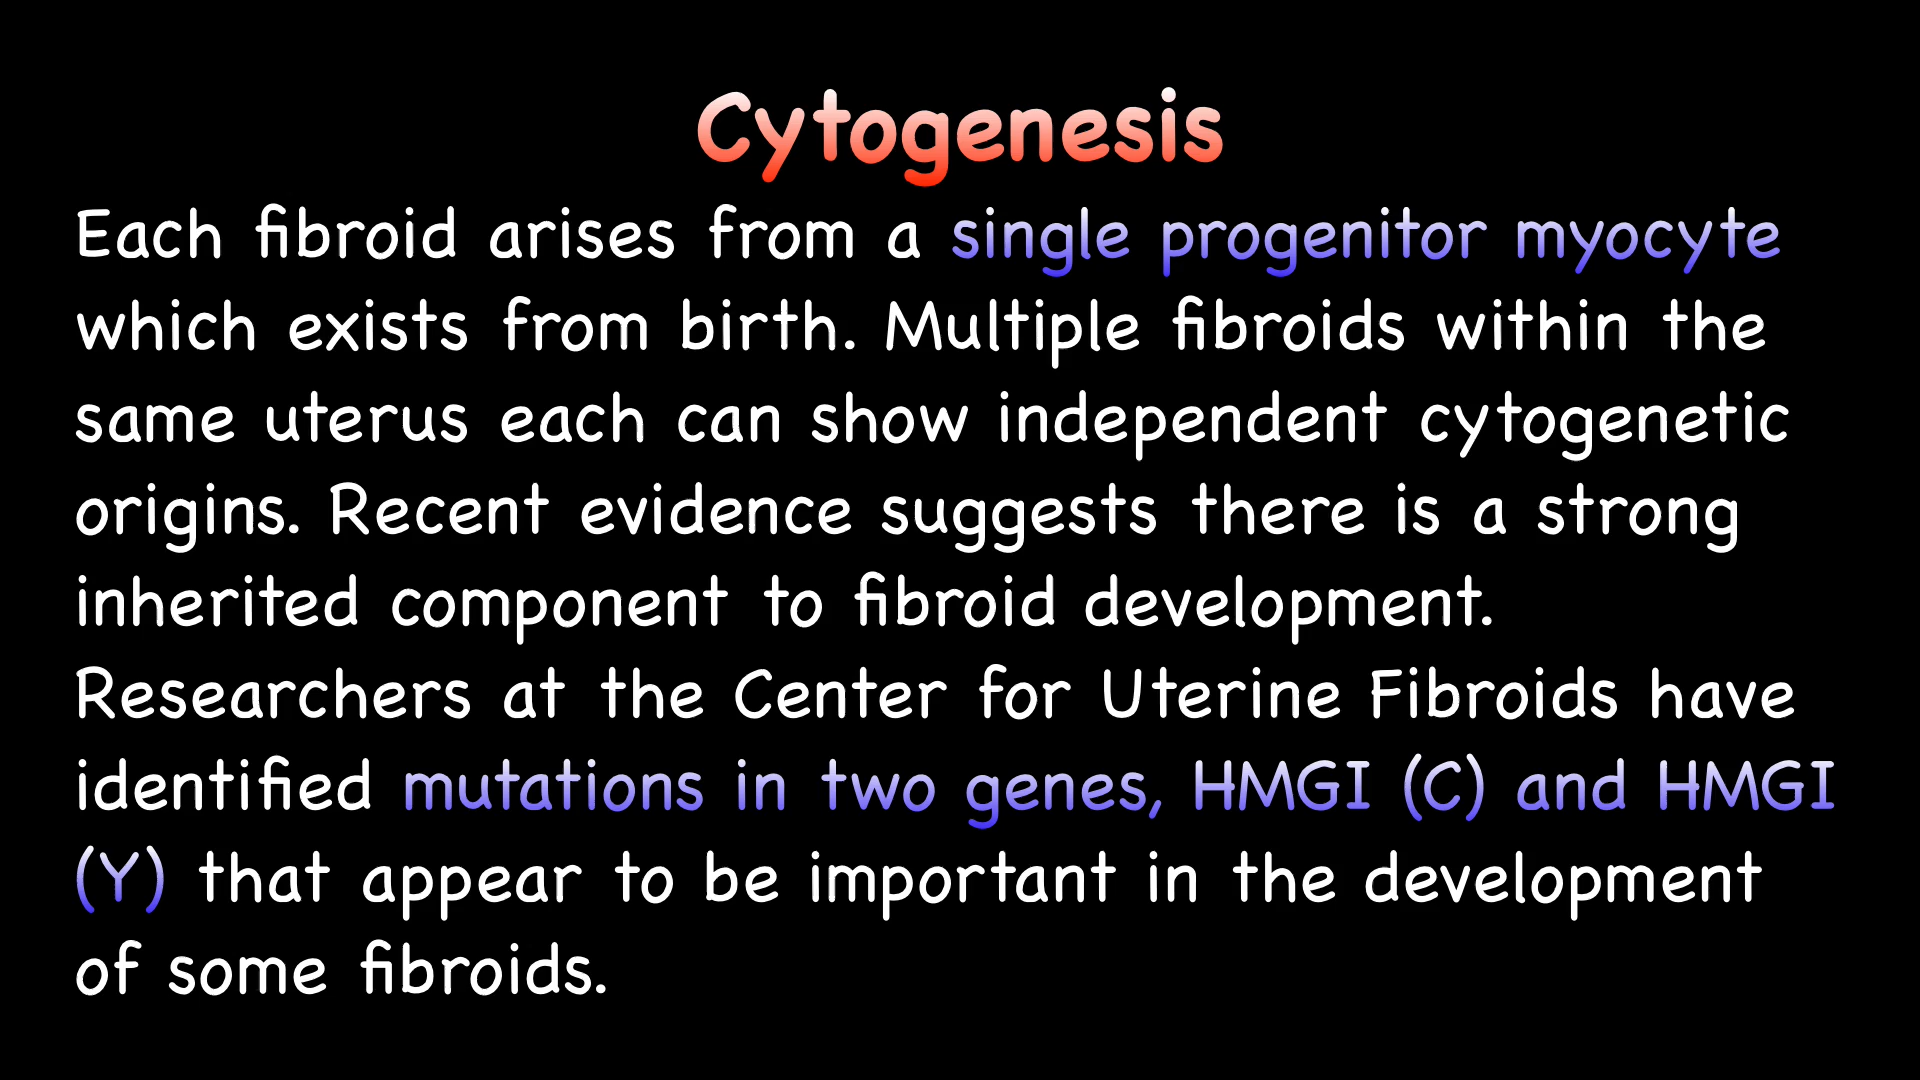 Cytogenesis
Each fibroid arises from a single progenitor myocyte
which exists from birth. Multiple fibroids within the
same uterus each can show independent cytogenetic
origins. Recent evidence suggests there is a strong
inherited component to fibroid development.
Researchers at the Center for Uterine Fibroids have
identified mutations in two genes, HMGI (C) and HMGI
(Y) that appear to be important in the development
of some fibroids.